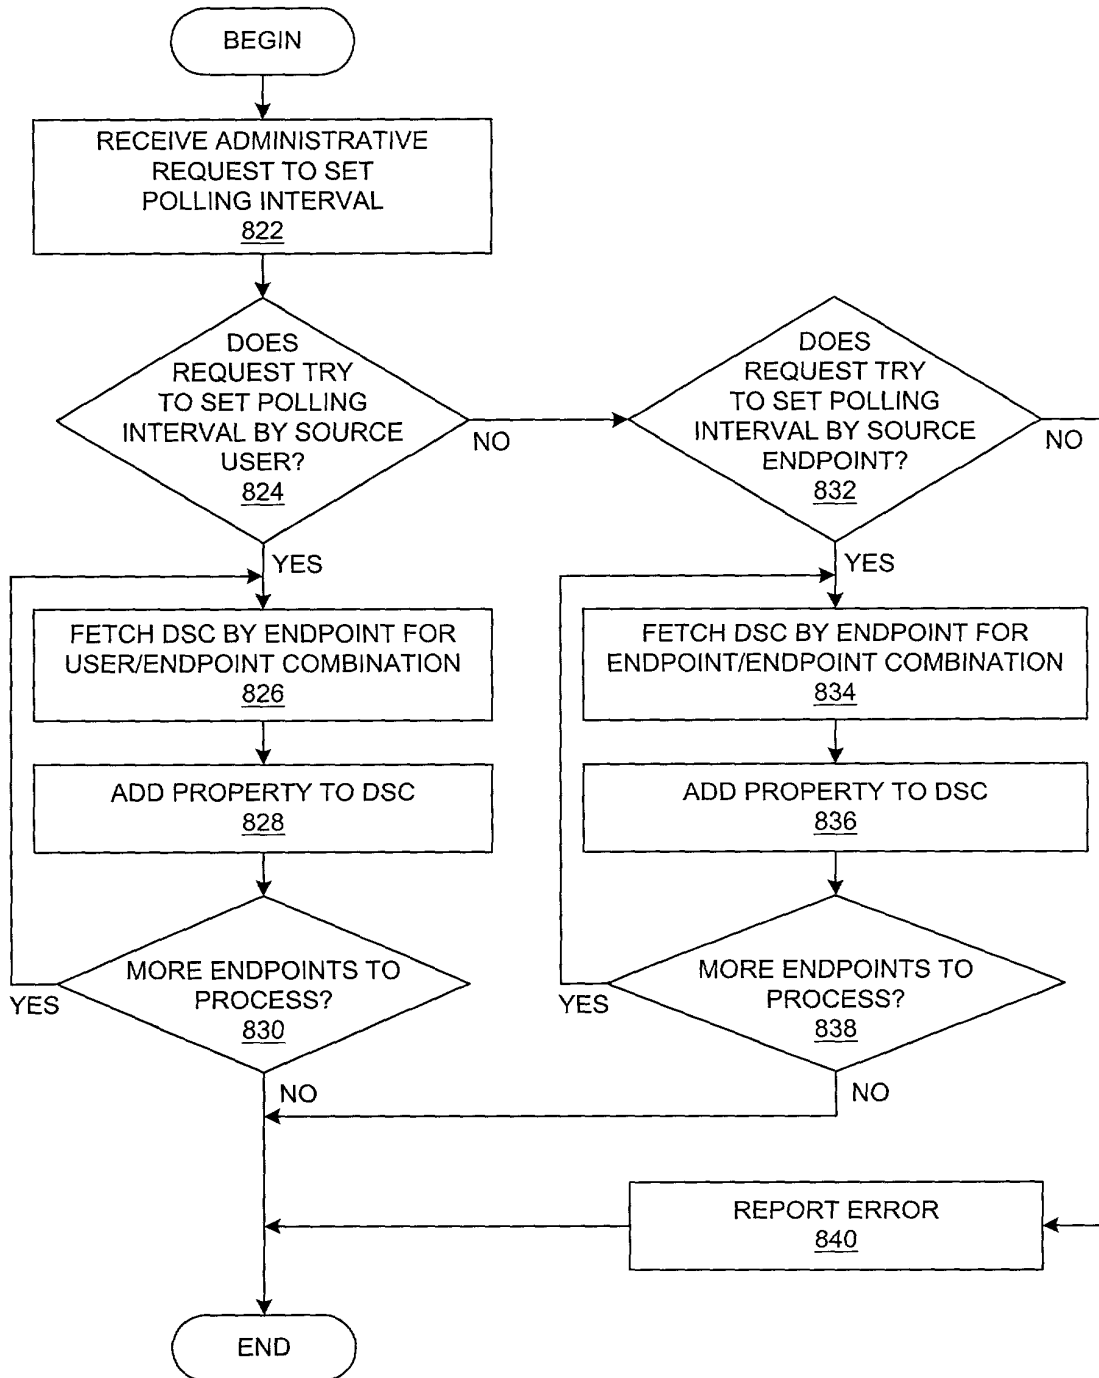 BEGIN
RECEIVE ADMINISTRATIVE
REQUEST TO SET
POLLING INTERVAL
822
DOES
REQUEST TRY
TO SET POLLING
INTERVAL BY SOURCE
USER?
824
NO
YES
DOES
REQUEST TRY
TO SET POLLING
INTERVAL BY SOURCE
ENDPOINT?
832
NO
YES
FETCH DSC BY ENDPOINT FOR
USER/ENDPOINT COMBINATION
826
FETCH DSC BY ENDPOINT FOR
ENDPOINT/ENDPOINT COMBINATION
834
ADD PROPERTY TO DSC
828
ADD PROPERTY TO DSC
836
MORE ENDPOINTS TO
PROCESS?
830
YES
NO
MORE ENDPOINTS TO
PROCESS?
838
YES
NO
REPORT ERROR
840
END